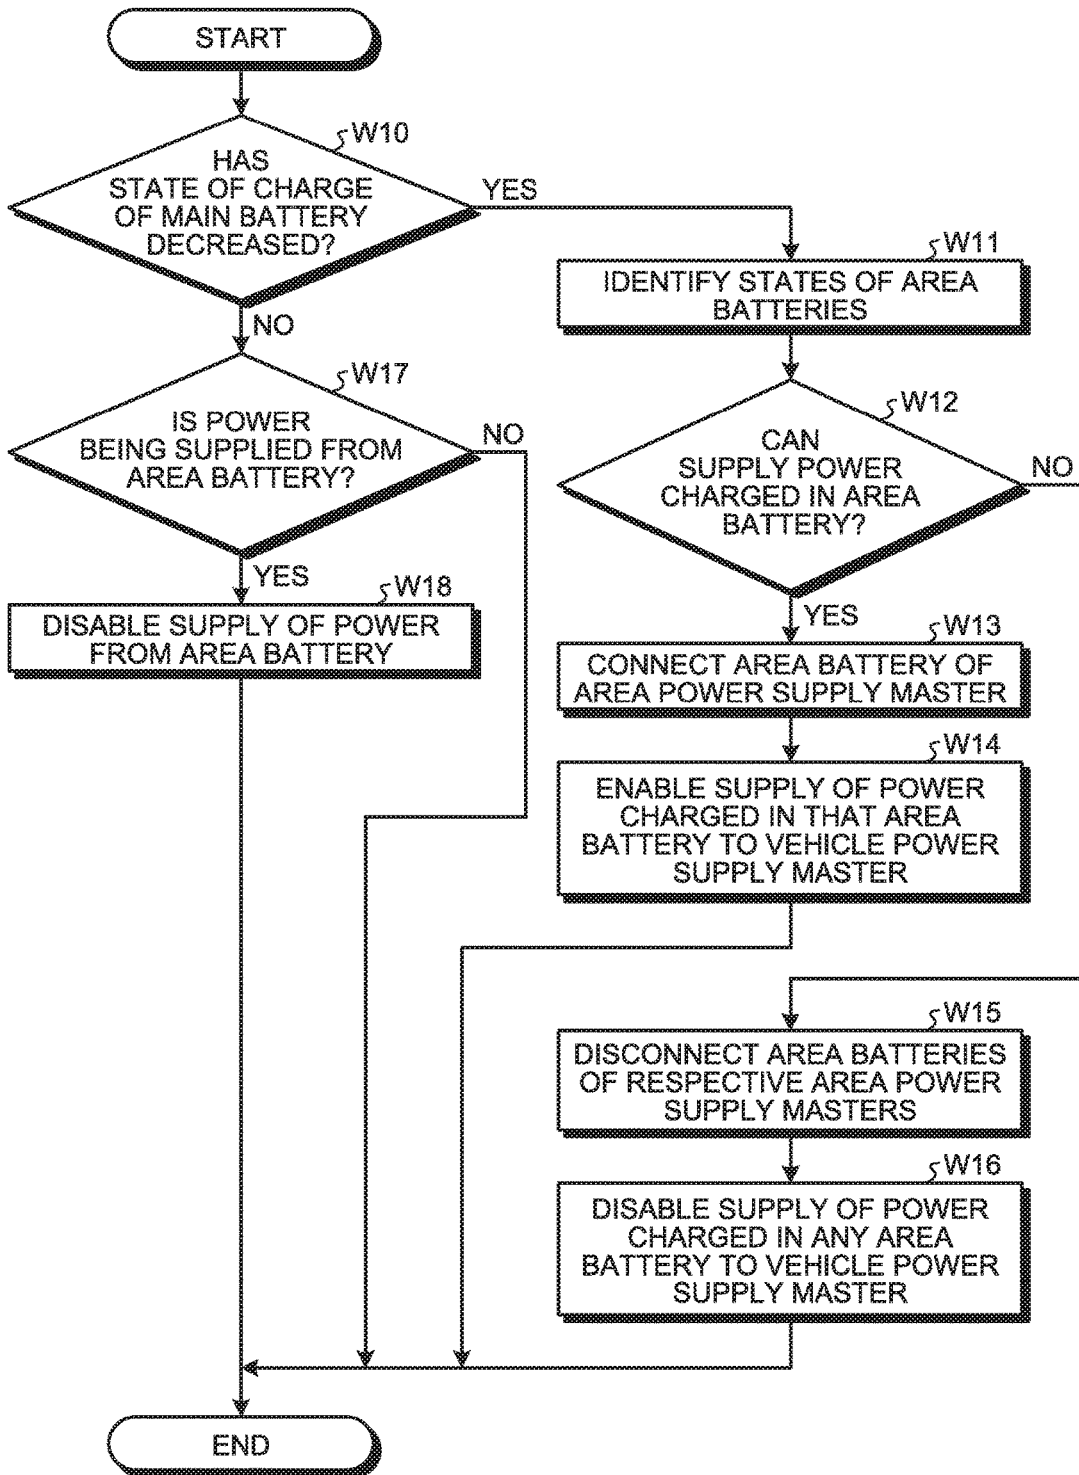 START
W10
HAS
STATE OF CHARGE
OF MAIN BATTERY
DECREASED?
YES
NO
W11
IDENTIFY STATES OF AREA
BATTERIES
W17
IS POWER
BEING SUPPLIED FROM
AREA BATTERY?
NO
YES
W12
CAN
SUPPLY POWER
CHARGED IN AREA
BATTERY?
NO
YES
W18
DISABLE SUPPLY OF POWER
FROM AREA BATTERY
W13
CONNECT AREA BATTERY OF
AREA POWER SUPPLY MASTER
W14
ENABLE SUPPLY OF POWER
CHARGED IN THAT AREA
BATTERY TO VEHICLE POWER
SUPPLY MASTER
W15
DISCONNECT AREA BATTERIES
OF RESPECTIVE AREA POWER
SUPPLY MASTERS
W16
DISABLE SUPPLY OF POWER
CHARGED IN ANY AREA
BATTERY TO VEHICLE POWER
SUPPLY MASTER
END